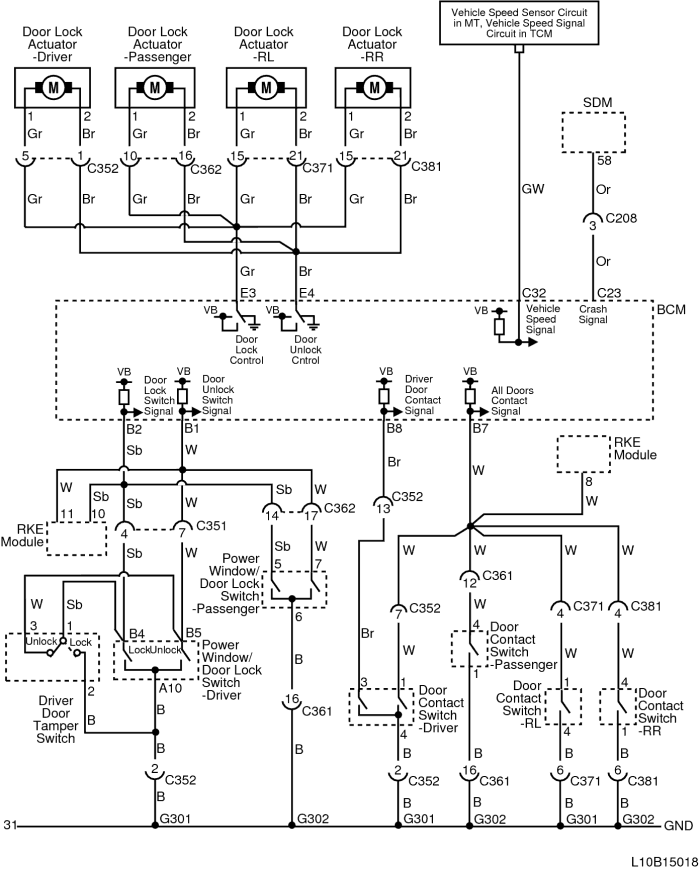 Vehicle Speed Sensor Circuit
in MT, Vehicle Speed Signal
Circuit in TCM
Door Lock
Actuator
-Driver
Door Lock
Actuator
-Passenger
Door Lock
Actuator
-RL
Door Lock
Actuator
-RR
M
M
M
M
SDM
1 2 1 2 1 2 1 2
Gr Br Gr Br Gr Br Gr Br
58
5 1 C352 10 16 C362 15 21 C371 15 21 C381
GW
Or
Gr Br Gr Br Gr Br Gr Br
3 C208
Or
Gr Br
E3 E4 C32 C23
BCM
VB
Door
Lock
Control
VB
Door
Unlock
Cntrol
VB
Vehicle
Speed
Signal
Crash
Signal
VB
Door
Lock
Switch
Signal
VB
Door
Unlock
Switch
Signal
VB
Driver
Door
Contact
Signal
VB
All Doors
Contact
Signal
B2 B1 B8 B7
Sb W Br W
RKE
Module
8
W
W Sb Sb W Sb W
11 10
RKE
Module
4 7 C351
14 17 C362
13 C352
Sb W
Sb W
Power
Window/
Door Lock
Switch
-Passenger
5 7
6
W W W W
12 C361
7 C352
4 C371
4 C381
W Sb
3 1
Unlock Lock
2
Driver
Door
Tamper
Switch
B
B4 B5
Lock Unlock
A10
Power
Window/
Door Lock
Switch
-Driver
B
B
16 C361
B
Br W
3 1
4
Door
Contact
Switch
-Driver
4
1
Door
Contact
Switch
-Passenger
W W
Door
Contact
Switch
-RL
1
4
4
1
Door
Contact
Switch
-RR
B B B B B
2 C352
2 C352
16 C361
6 C371
6 C381
B B B B B
31 G301 G302 G301 G302 G301 G302 GND
L10B15018